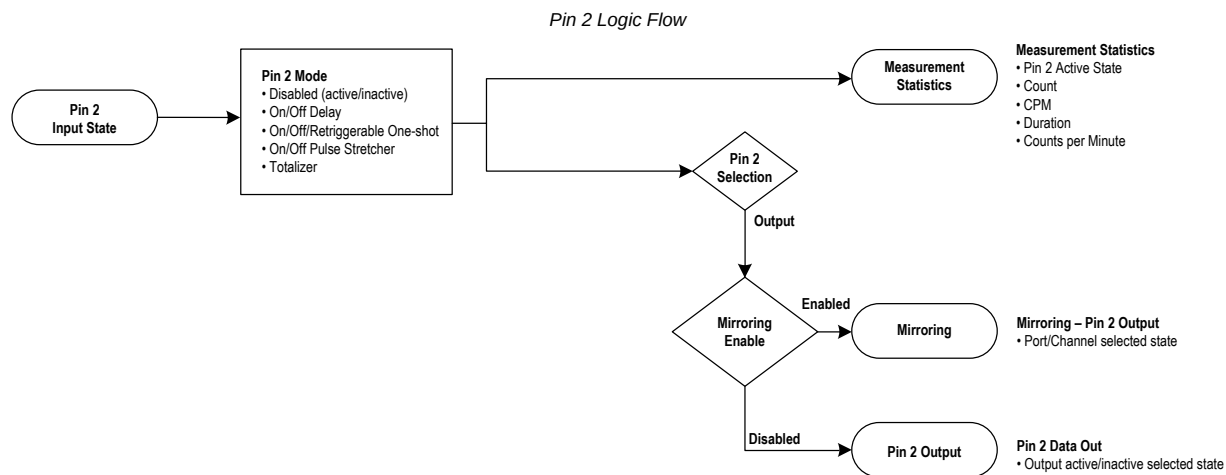 Pin 2 Logic Flow
Pin 2
Input State
Pin 2 Mode
• Disabled (active/inactive)
• On/Off Delay
• On/Off/Retriggerable One-shot
• On/Off Pulse Stretcher
• Totalizer
Measurement
Statistics
Measurement Statistics
• Pin 2 Active State
• Count
• CPM
• Duration
• Counts per Minute
Pin 2
Selection
Output
Mirroring
Enable
Enabled
Mirroring
Mirroring – Pin 2 Output
• Port/Channel selected state
Disabled
Pin 2 Output
Pin 2 Data Out
• Output active/inactive selected state